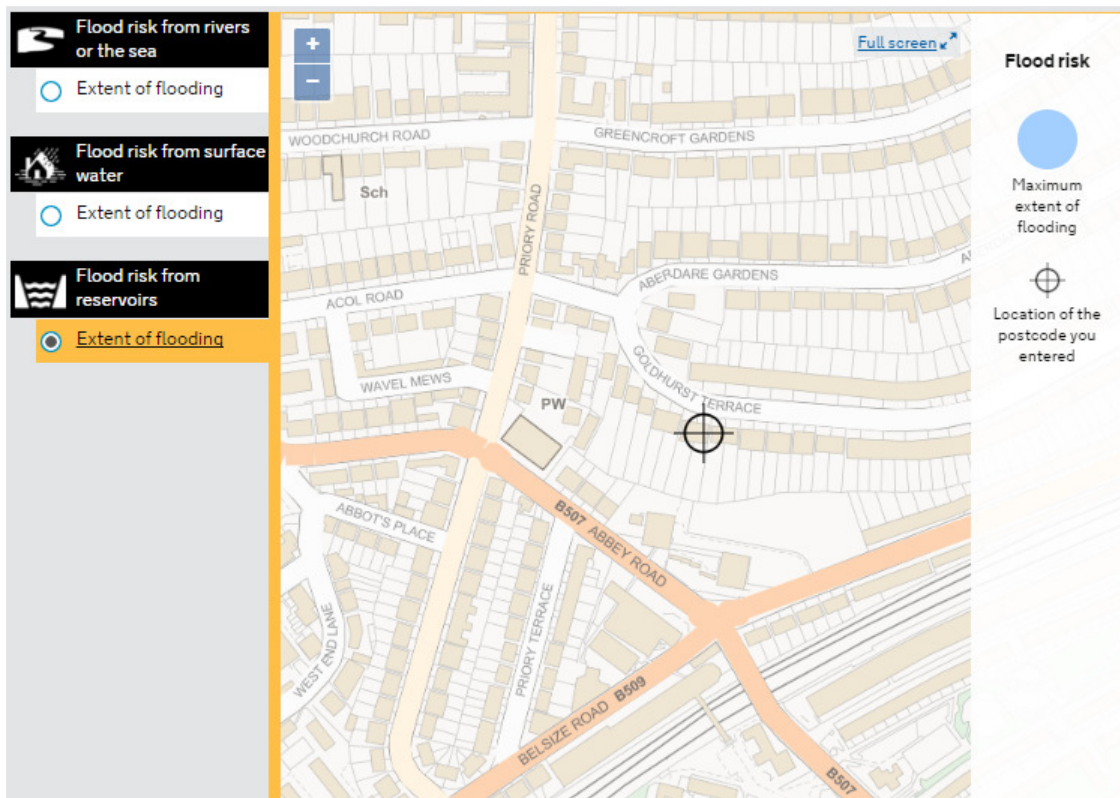 Flood risk from rivers
or the sea
Extent of flooding
Flood risk from surface
water
Extent of flooding
Flood risk from
reservoirs
Extent of flooding
+
−
Full screen
WOODCHURCH ROAD
GREENCROFT GARDENS
Sch
PRIORY ROAD
ABERDARE GARDENS
ACOL ROAD
GOLDHURST TERRACE
WAVEL MEWS
PW
ABBOT'S PLACE
B507 ABBEY ROAD
WEST END LANE
PRIORY TERRACE
BELSIZE ROAD B509
B507
Flood risk
Maximum
extent of
flooding
Location of the
postcode you
entered